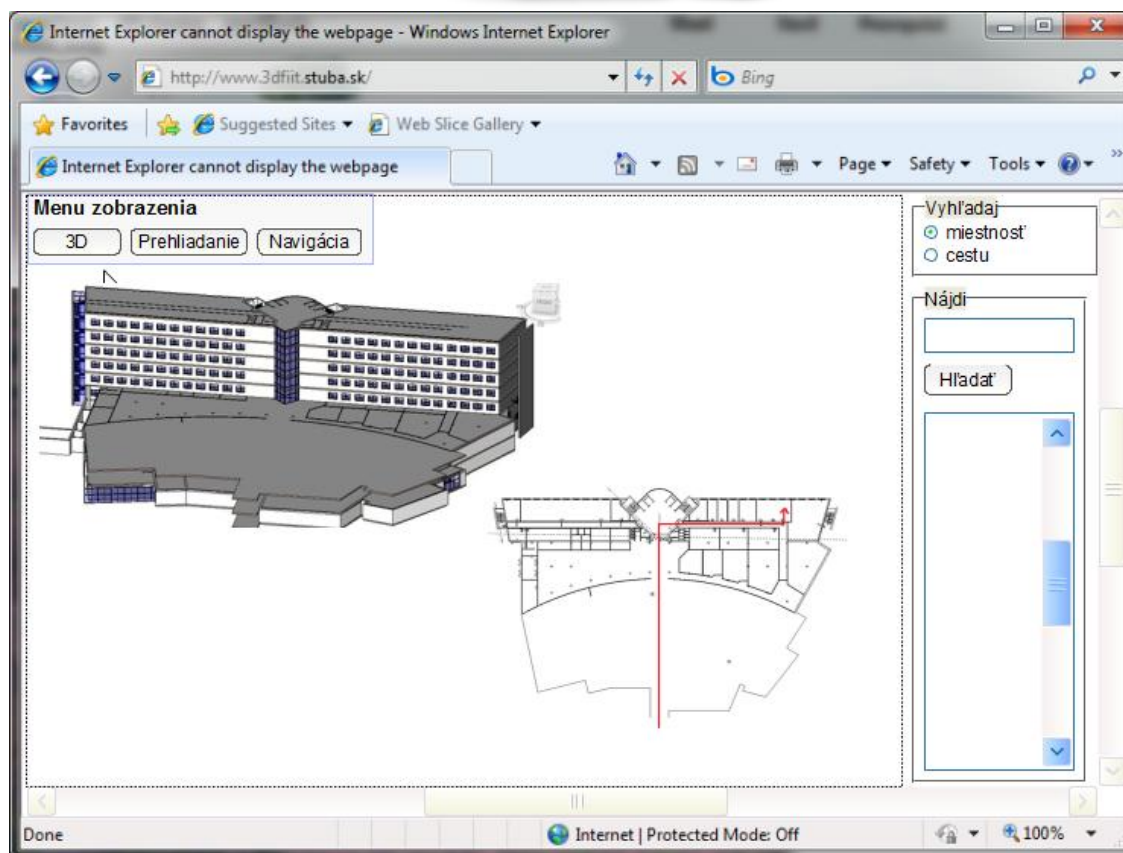 Internet Explorer cannot display the webpage - Windows Internet Explorer
http://www.3dfiit.stuba.sk/
Bing
Favorites Suggested Sites Web Slice Gallery
Internet Explorer cannot display the webpage
Page Safety Tools
Menu zobrazenia
3D Prehliadanie Navigácia
Vyhľadaj
miestnosť
cestu
Nájdi
Hľadať
Done Internet | Protected Mode: Off 100%